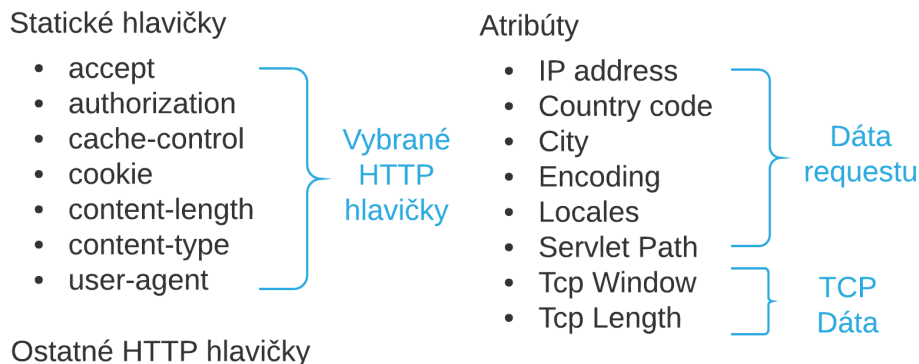 Statické hlavičky
• accept
• authorization
• cache-control
• cookie
• content-length
• content-type
• user-agent
Vybrané
HTTP
hlavičky
Ostatné HTTP hlavičky
Atribúty
• IP address
• Country code
• City
• Encoding
• Locales
• Servlet Path
• Tcp Window
• Tcp Length
Dáta
requestu
TCP
Dáta